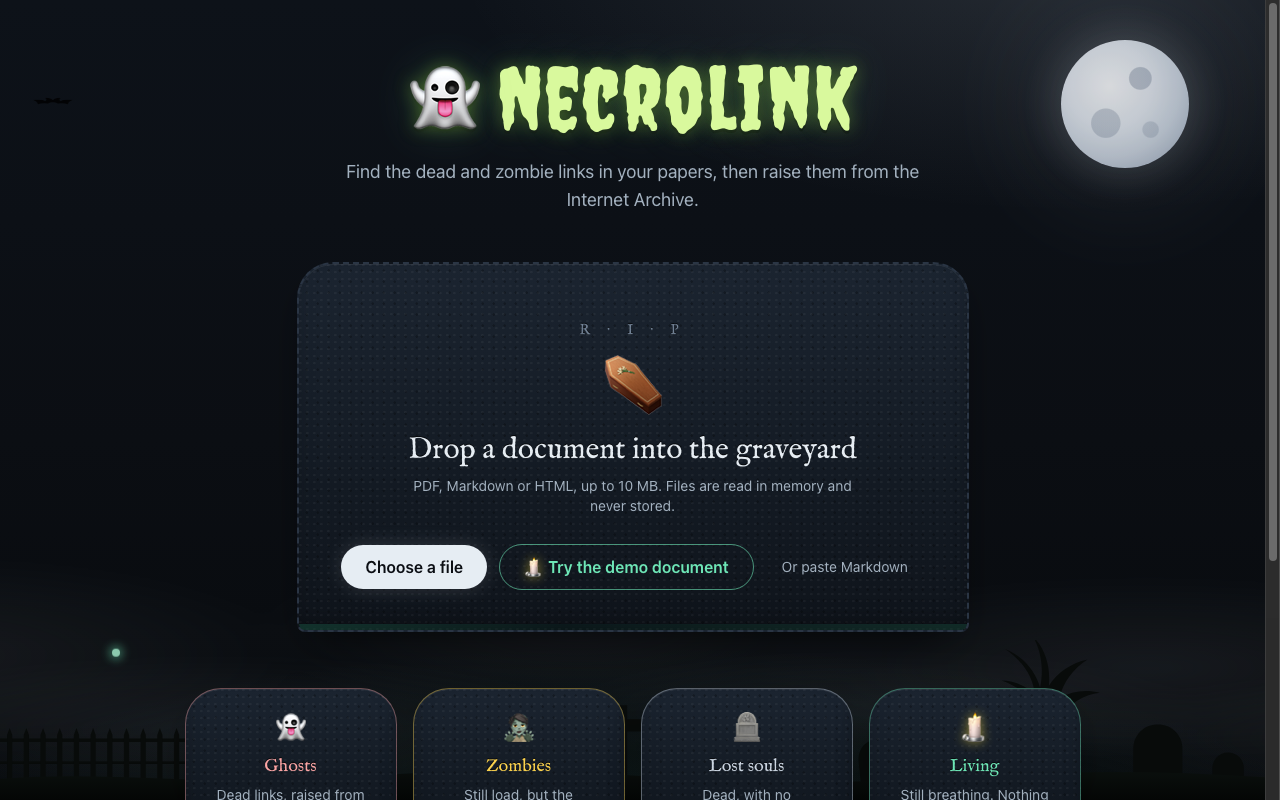 NECROLINK
Find the dead and zombie links in your papers, then raise them from the
Internet Archive.
R · I · P
Drop a document into the graveyard
PDF, Markdown or HTML, up to 10 MB. Files are read in memory and
never stored.
Choose a file
Try the demo document
Or paste Markdown
Ghosts
Zombies
Lost souls
Living
Dead links, raised from
Still load, but the
Dead, with no
Still breathing. Nothing